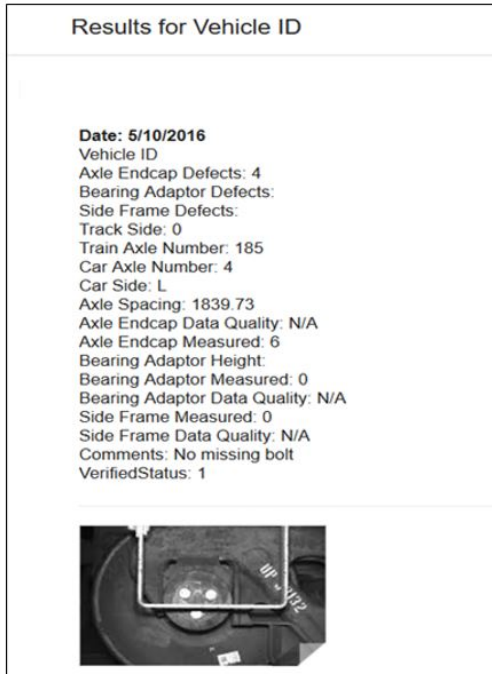 Results for Vehicle ID
Date: 5/10/2016
Vehicle ID
Axle Endcap Defects: 4
Bearing Adaptor Defects:
Side Frame Defects:
Track Side: 0
Train Axle Number: 185
Car Axle Number: 4
Car Side: L
Axle Spacing: 1839.73
Axle Endcap Data Quality: N/A
Axle Endcap Measured: 6
Bearing Adaptor Height:
Bearing Adaptor Measured: 0
Bearing Adaptor Data Quality: N/A
Side Frame Measured: 0
Side Frame Data Quality: N/A
Comments: No missing bolt
VerifiedStatus: 1
UP